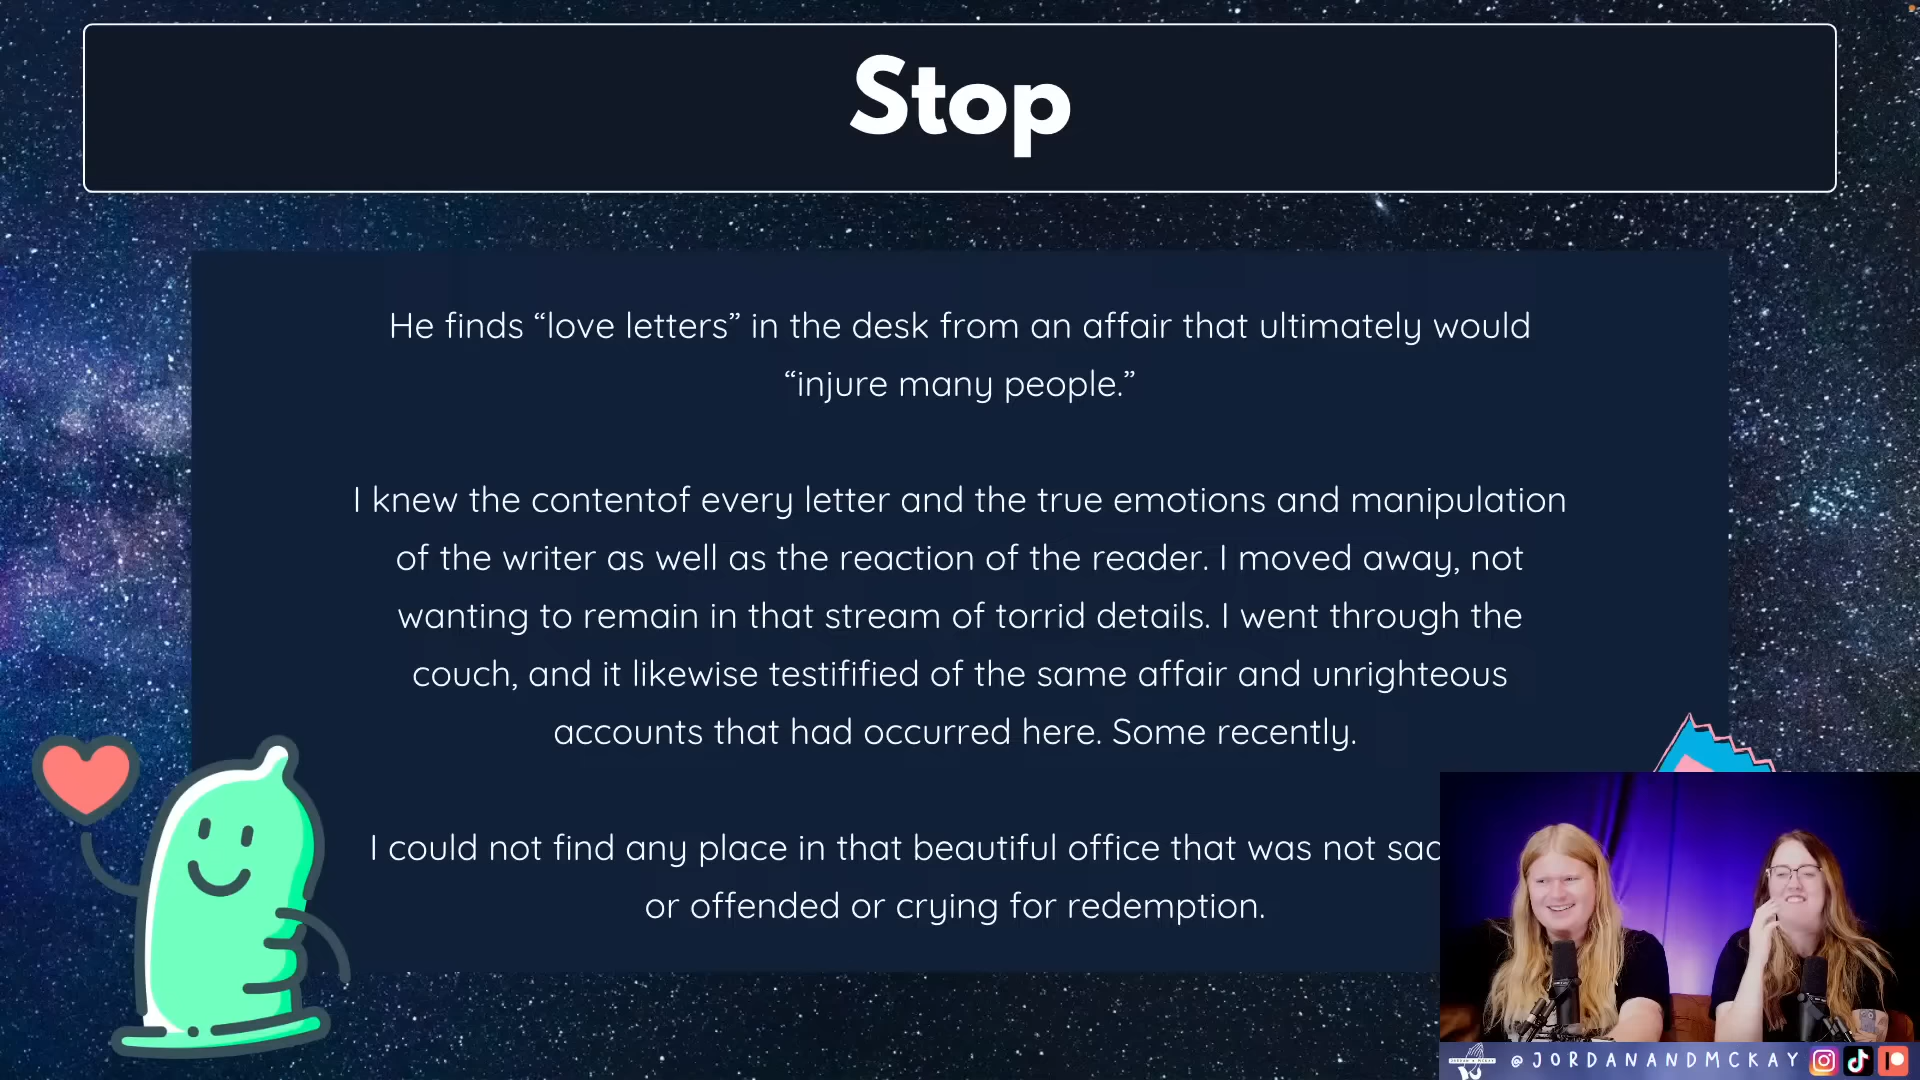 Stop
He finds “love letters” in the desk from an affair that ultimately would
“injure many people.”
I knew the contentof every letter and the true emotions and manipulation
of the writer as well as the reaction of the reader. I moved away, not
wanting to remain in that stream of torrid details. I went through the
couch, and it likewise testifified of the same affair and unrighteous
accounts that had occurred here. Some recently.
I could not find any place in that beautiful office that was not
or offended or crying for redemption.
@JORDANANDMCKAY